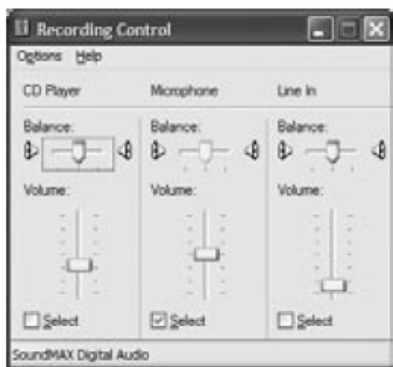 Recording Control
Options Help
CD Player Microphone Line In
Balance: Balance: Balance:
Volume: Volume: Volume:
Select Select Select
SoundMAX Digital Audio